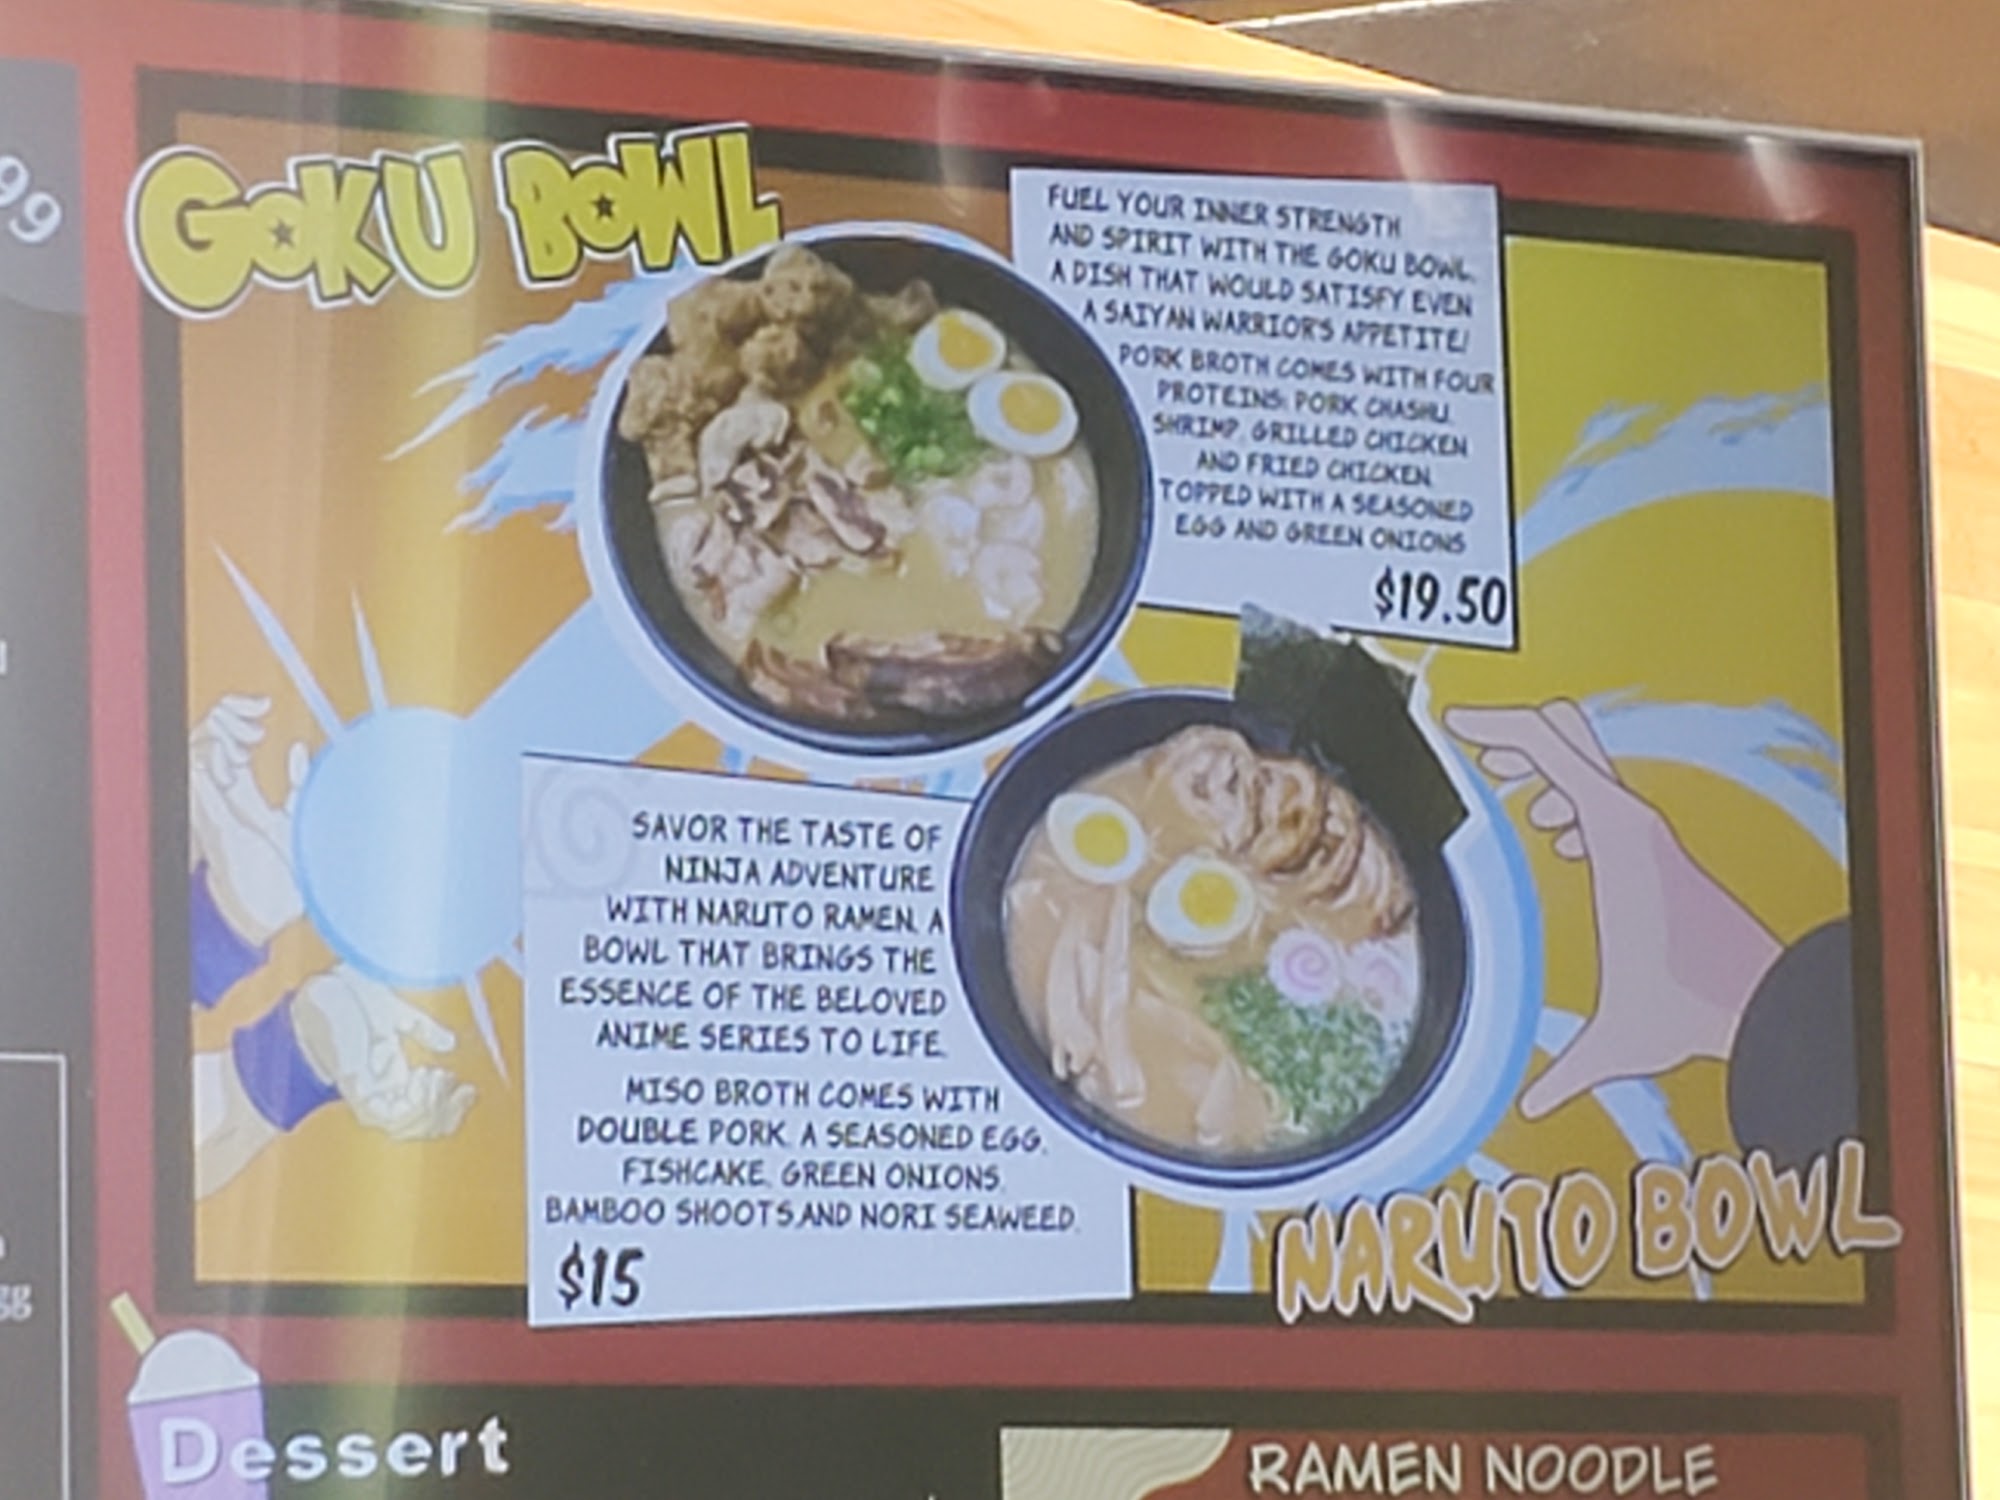 99
GOKU BOWL
FUEL YOUR INNER STRENGTH
AND SPIRIT WITH THE GOKU BOWL,
A DISH THAT WOULD SATISFY EVEN
A SAIYAN WARRIOR'S APPETITE!
PORK BROTH COMES WITH FOUR
PROTEINS: PORK CHASHU,
SHRIMP, GRILLED CHICKEN
AND FRIED CHICKEN.
TOPPED WITH A SEASONED
EGG AND GREEN ONIONS
$19.50
SAVOR THE TASTE OF
NINJA ADVENTURE
WITH NARUTO RAMEN, A
BOWL THAT BRINGS THE
ESSENCE OF THE BELOVED
ANIME SERIES TO LIFE.
MISO BROTH COMES WITH
DOUBLE PORK, A SEASONED EGG,
FISHCAKE, GREEN ONIONS,
BAMBOO SHOOTS AND NORI SEAWEED.
$15
NARUTO BOWL
Dessert
RAMEN NOODLE